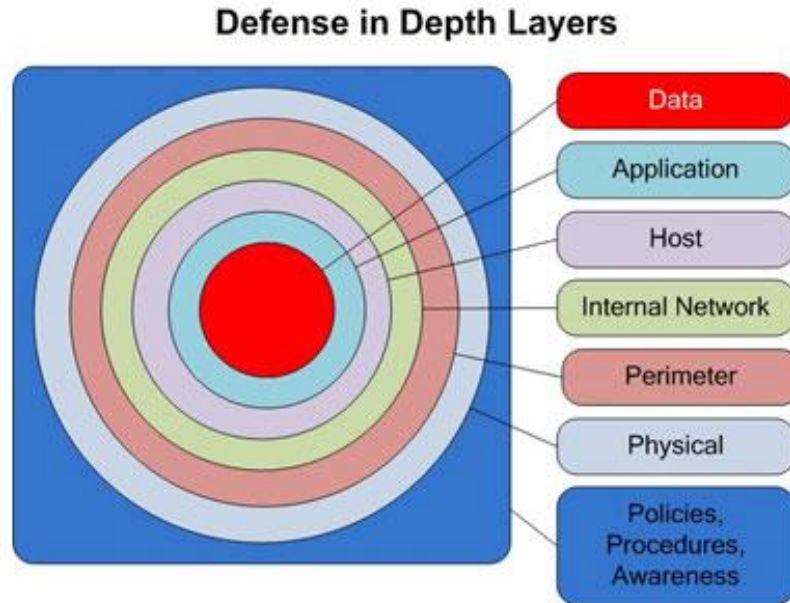 Defense in Depth Layers
Data
Application
Host
Internal Network
Perimeter
Physical
Policies,
Procedures,
Awareness